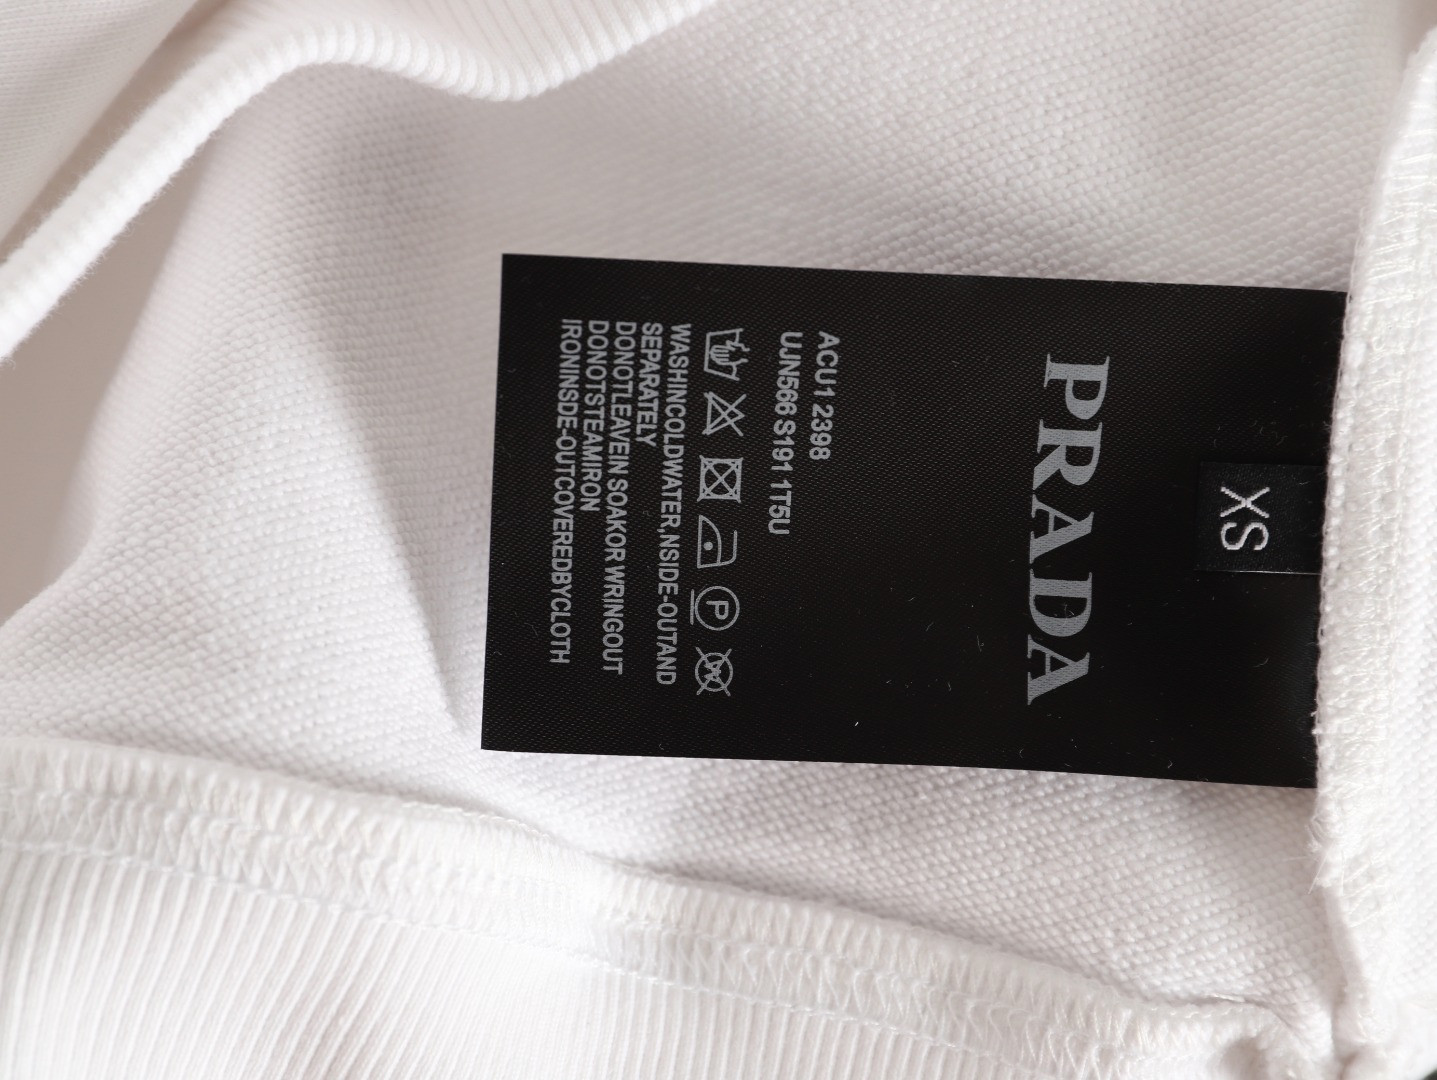 XS
PRADA
ACU1 2398
UJN566 S191 1T5U
P
WASHINCOLDWATER,NSIDE-OUTAND
SEPARATELY
DONOTLEAVEIN SOAKOR WRINGOUT
DONOTSTEAMIRON
IRONINSDE-OUTCOVEREDBYCLOTH